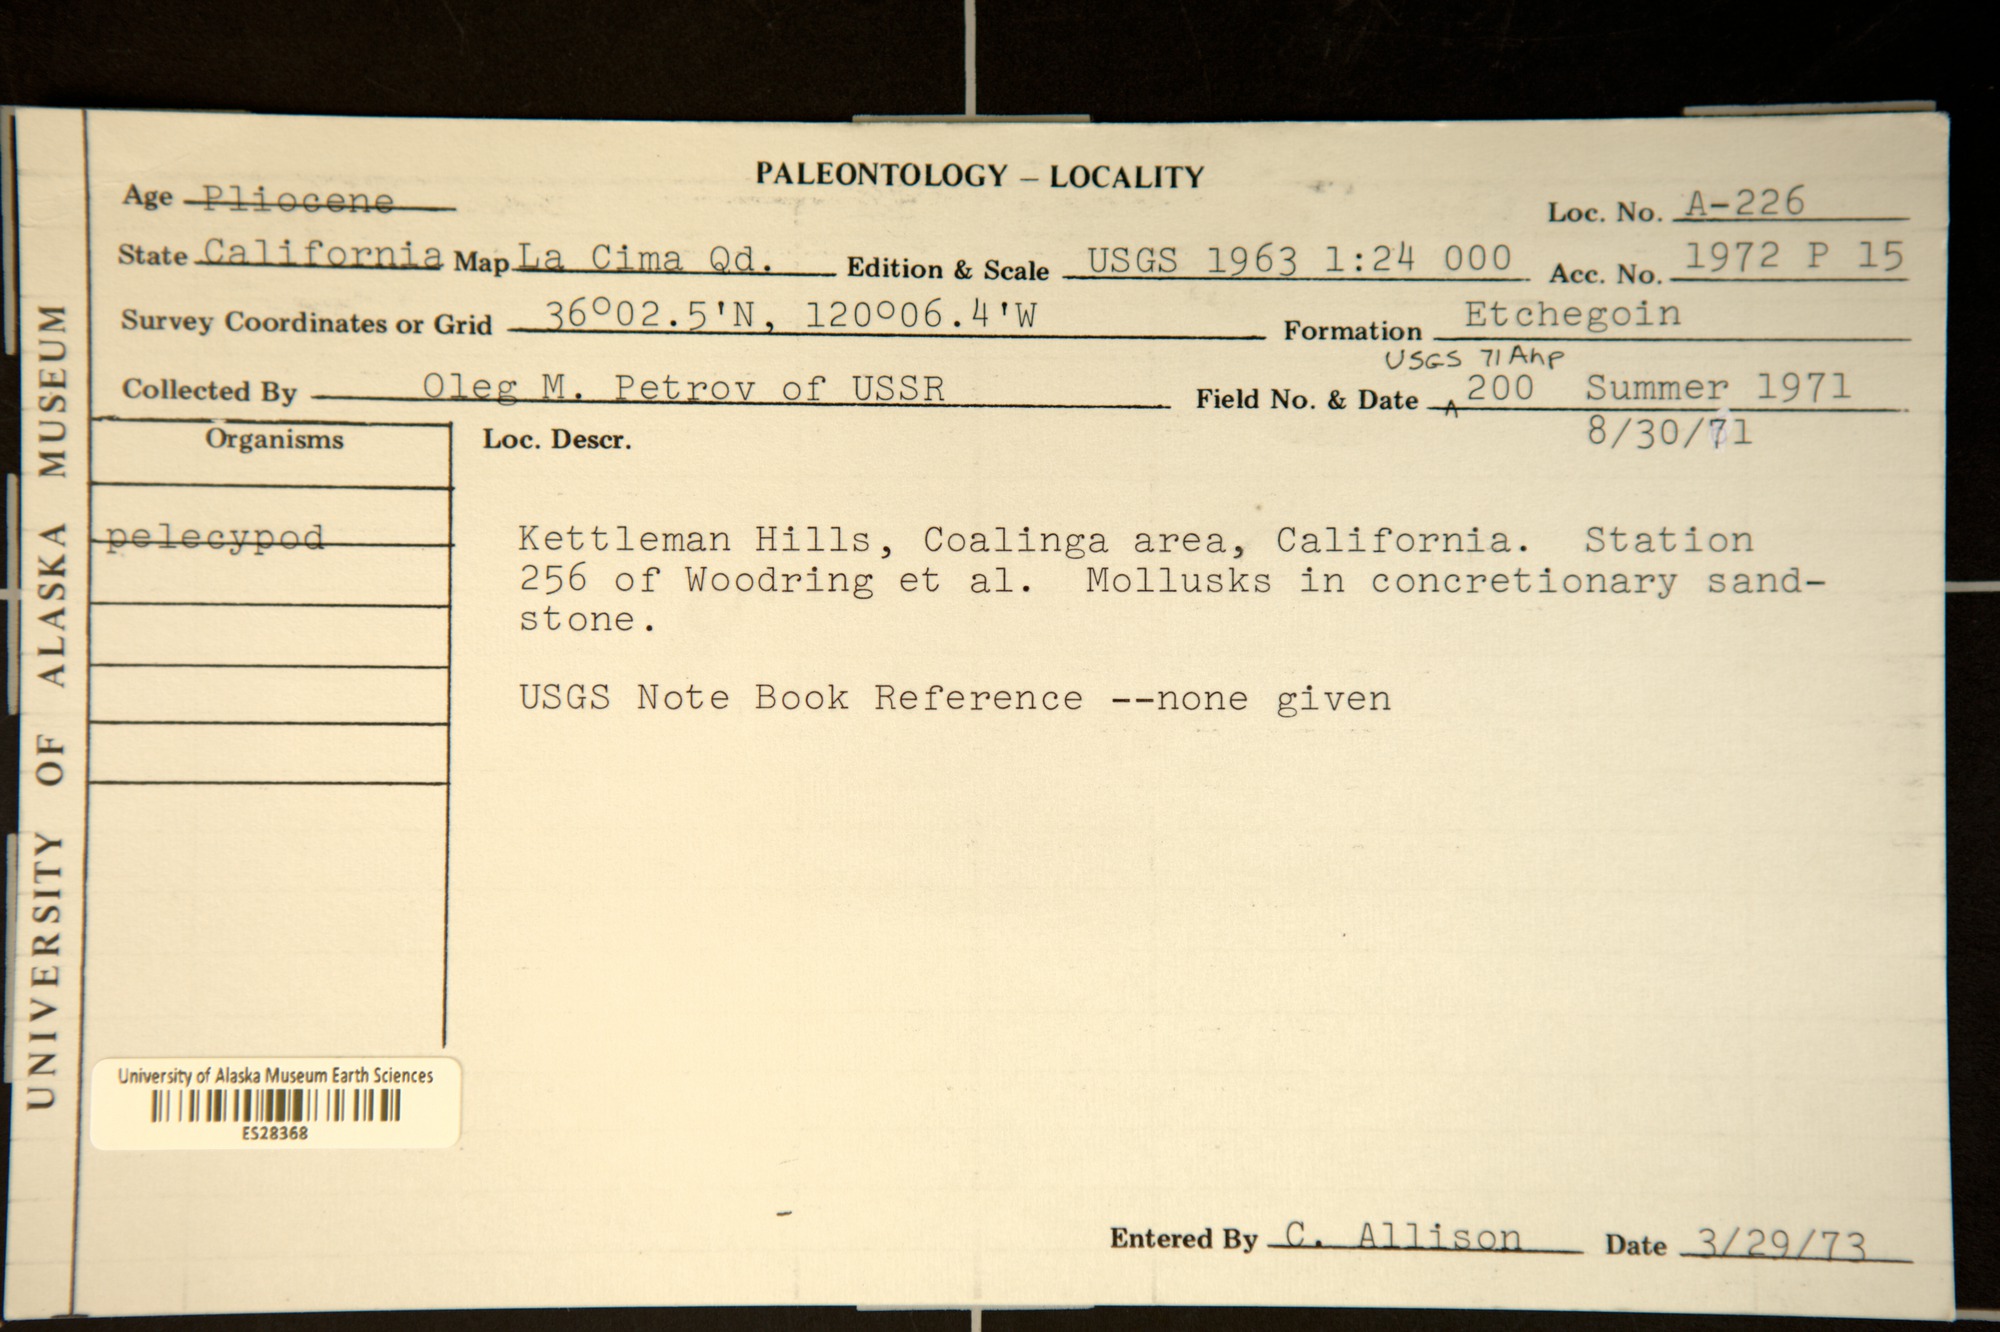 UNIVERSITY OF ALASKA MUSEUM
PALEONTOLOGY – LOCALITY
Age Pliocene
Loc. No. A-226
State California Map La Cima Qd. Edition & Scale USGS 1963 1:24 000 Acc. No. 1972 P 15
Survey Coordinates or Grid 36°02.5'N, 120°06.4'W Formation Etchegoin
USGS 71Ahp
Collected By Oleg M. Petrov of USSR Field No. & Date 200 Summer 1971
8/30/71
Organisms
Loc. Descr.
pelecypod
Kettleman Hills, Coalinga area, California. Station
256 of Woodring et al. Mollusks in concretionary sand-
stone.
USGS Note Book Reference --none given
University of Alaska Museum Earth Sciences
ES28368
Entered By C. Allison Date 3/29/73